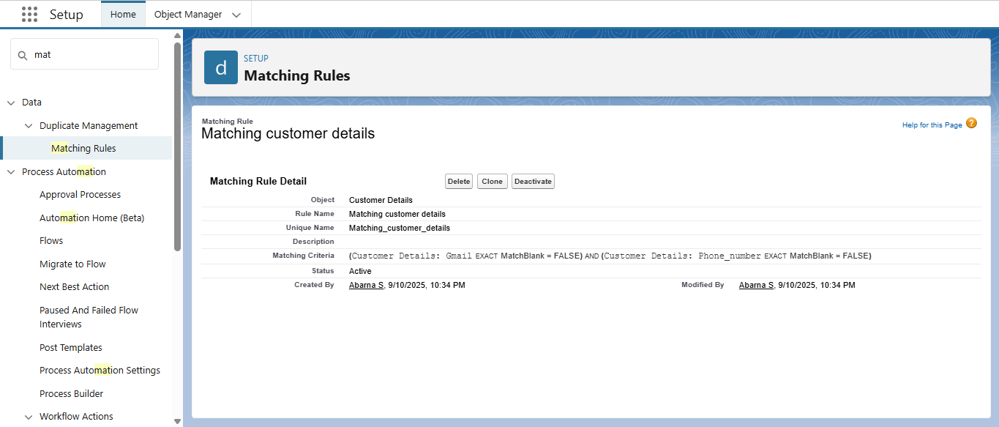 Setup
Home
Object Manager
mat
Data
Duplicate Management
Matching Rules
Process Automation
Approval Processes
Automation Home (Beta)
Flows
Migrate to Flow
Next Best Action
Paused And Failed Flow
Interviews
Post Templates
Process Automation Settings
Process Builder
Workflow Actions
d
SETUP
Matching Rules
Matching Rule
Matching customer details
Help for this Page ?
Matching Rule Detail
Delete Clone Deactivate
Object Customer Details
Rule Name Matching customer details
Unique Name Matching_customer_details
Description
Matching Criteria (Customer Details: Gmail EXACT MatchBlank = FALSE) AND (Customer Details: Phone_number EXACT MatchBlank = FALSE)
Status Active
Created By Abarna S, 9/10/2025, 10:34 PM Modified By Abarna S, 9/10/2025, 10:34 PM